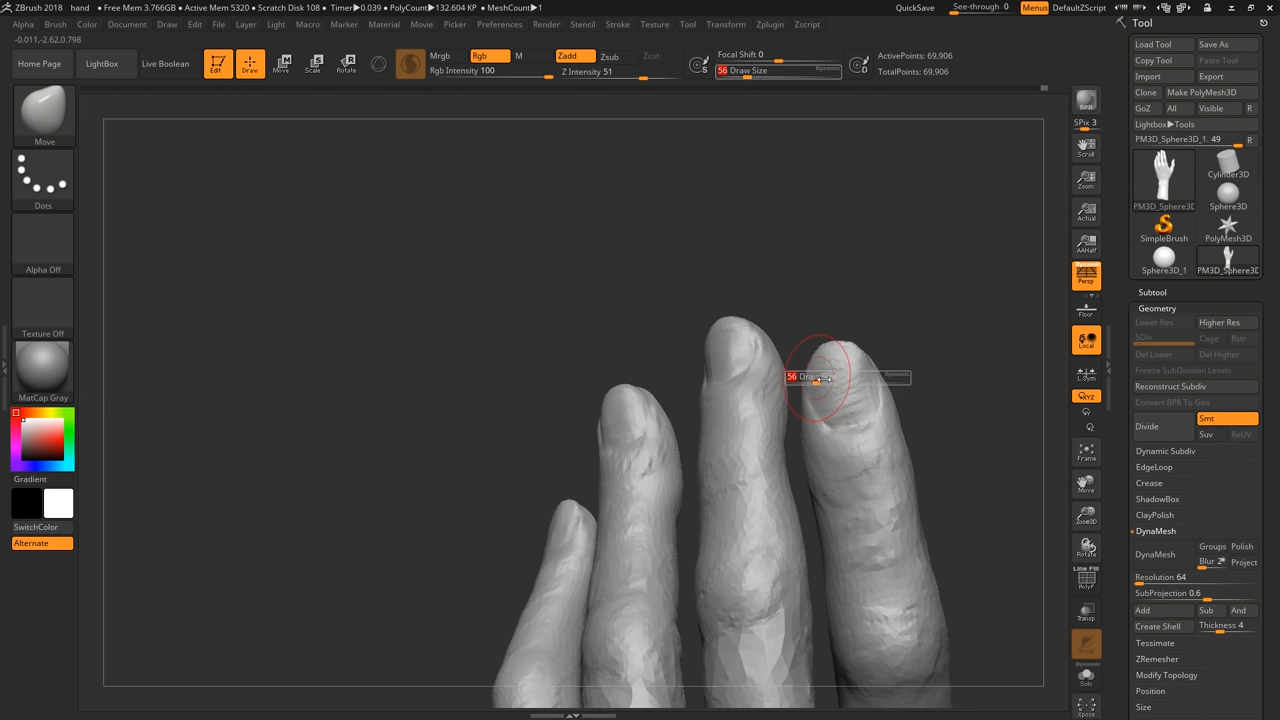 ZBrush 2018 hand ● Free Mem 3.766GB ● Active Mem 5320 ● Scratch Disk 108 ● Timer▶0.039 ● PolyCount▶132.604 KP ● MeshCount▶1 QuickSave See-through 0 Menus DefaultZScript
Alpha Brush Color Document Draw Edit File Layer Light Macro Marker Material Movie Picker Preferences Render Stencil Stroke Texture Tool Transform Zplugin Zscript
-0.011,-2.62,0.798
Home Page LightBox Live Boolean
Edit Draw Move Scale Rotate
Mrgb Rgb M
Rgb Intensity 100
Zadd Zsub Zcut
Z Intensity 51
S
Focal Shift 0
56 Draw Size Dynamic
D
ActivePoints: 69,906
TotalPoints: 69,906
Move
Dots
Alpha Off
Texture Off
MatCap Gray
Gradient
SwitchColor
Alternate
56 Dynamic
BPR
SPix 3
Scroll
Zoom
Actual
AAHalf
Dynamic
Persp
Floor
Local
L.Sym
XYZ
Frame
Move
Zoom3D
Rotate
Line Fill
PolyF
Transp
Dynamic
Solo
Xpose
Tool
Load Tool Save As
Copy Tool Paste Tool
Import Export
Clone Make PolyMesh3D
GoZ All Visible R
Lightbox▶Tools
PM3D_Sphere3D_1. 49 R
PM3D_Sphere3D Cylinder3D
Sphere3D
SimpleBrush PolyMesh3D
Sphere3D_1 PM3D_Sphere3D
Subtool
Geometry
Lower Res Higher Res
SDiv Cage Rstr
Del Lower Del Higher
Freeze SubDivision Levels
Reconstruct Subdiv
Convert BPR To Geo
Divide Smt
Suv ReUV
Dynamic Subdiv
EdgeLoop
Crease
ShadowBox
ClayPolish
DynaMesh
DynaMesh Groups Polish
Blur 2 Project
Resolution 64
SubProjection 0.6
Add Sub And
Create Shell Thickness 4
Tessimate
ZRemesher
Modify Topology
Position
Size